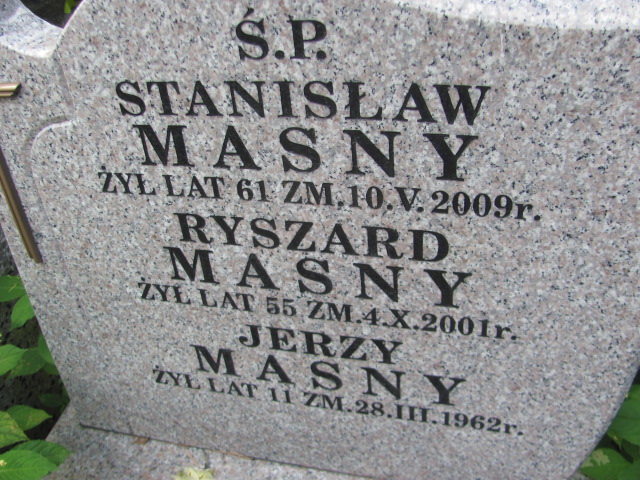 Ś.P.
STANISŁAW
MASNY
ŻYŁ LAT 61 ZM.10.V.2009r.
RYSZARD
MASNY
ŻYŁ LAT 55 ZM.4.X.2001r.
JERZY
MASNY
ŻYŁ LAT 11 ZM.28.III.1962r.